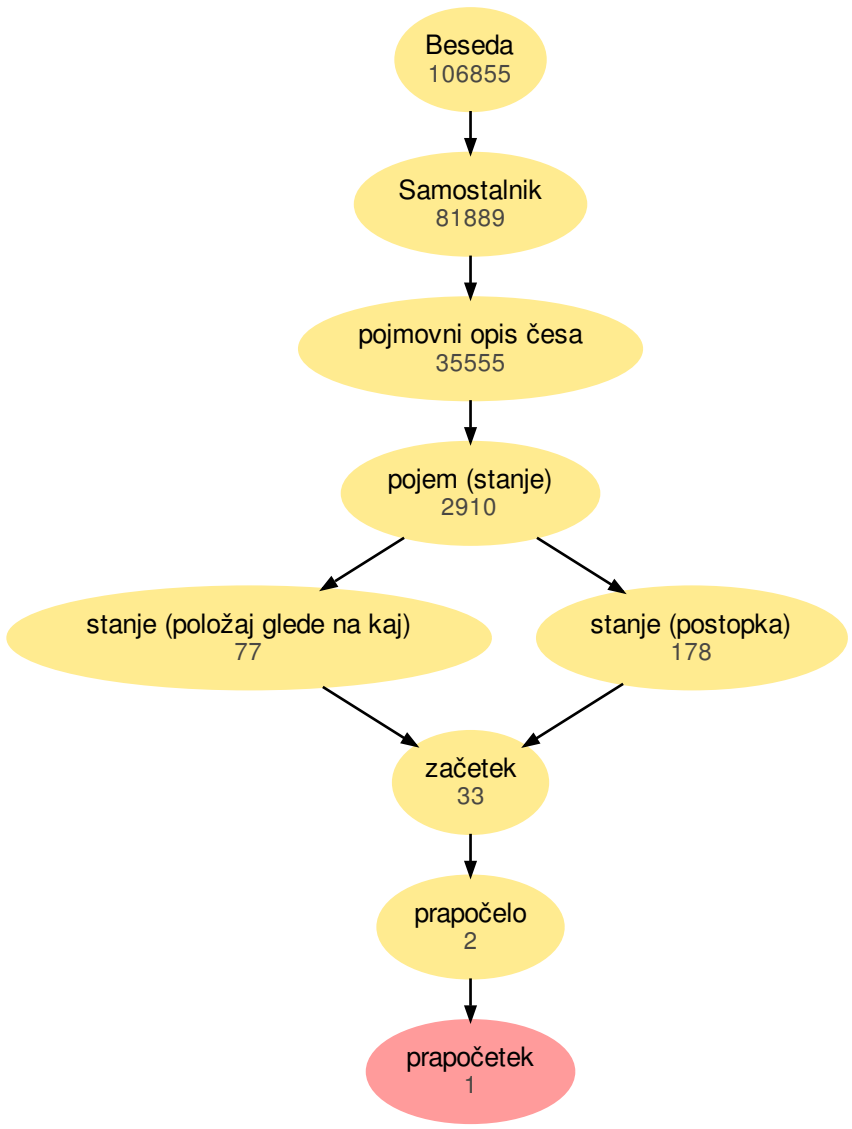 Beseda
106855
Samostalnik
81889
pojmovni opis česa
35555
pojem (stanje)
2910
stanje (položaj glede na kaj)
77
stanje (postopka)
178
začetek
33
prapočelo
2
prapočetek
1